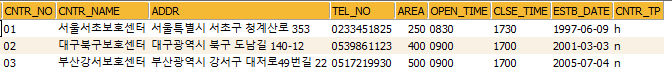 CNTR_NO CNTR_NAME ADDR TEL_NO AREA OPEN_TIME CLSE_TIME ESTB_DATE CNTR_TP
01 서울서초보호센터 서울특별시 서초구 청계산로 353 0233451825 250 0830 1730 1997-06-09 h
02 대구북구보호센터 대구광역시 북구 도남길 140-12 0539861123 400 0900 1700 2001-03-03 n
03 부산강서보호센터 부산광역시 강서구 대저로49번길 22 0517219930 500 0900 1700 2005-07-04 n